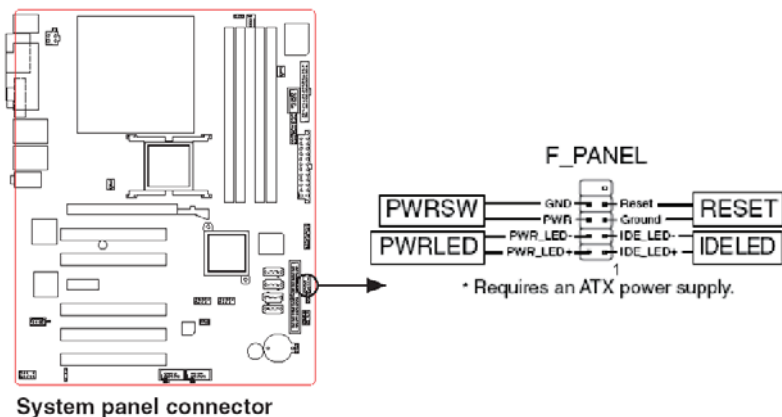 F_PANEL
PWRSW
GND
Reset
RESET
PWR
Ground
PWRLED
PWR_LED-
IDE_LED-
IDELED
PWR_LED+
IDE_LED+
1
* Requires an ATX power supply.
System panel connector